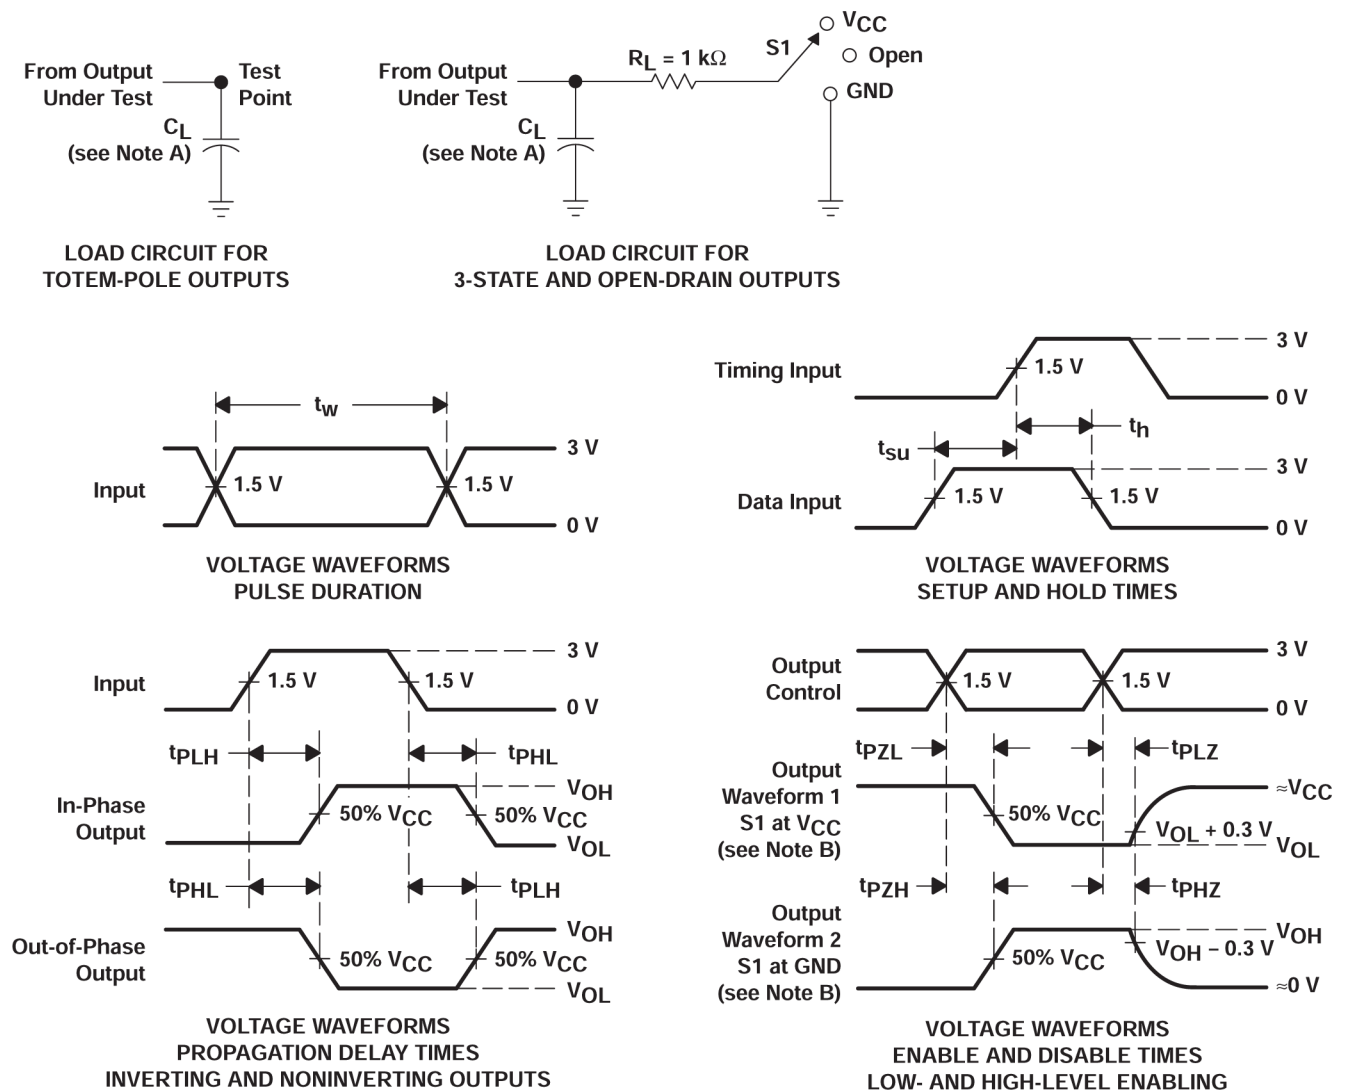 From Output
Under Test
Test
Point
CL
(see Note A)
LOAD CIRCUIT FOR
TOTEM-POLE OUTPUTS
From Output
Under Test
RL = 1 kΩ
S1
VCC
Open
GND
CL
(see Note A)
LOAD CIRCUIT FOR
3-STATE AND OPEN-DRAIN OUTPUTS
tw
Input
1.5 V
1.5 V
3 V
0 V
VOLTAGE WAVEFORMS
PULSE DURATION
Timing Input
1.5 V
3 V
0 V
th
tsu
Data Input
1.5 V
1.5 V
3 V
0 V
VOLTAGE WAVEFORMS
SETUP AND HOLD TIMES
Input
1.5 V
1.5 V
3 V
0 V
tPLH
tPHL
In-Phase
Output
50% VCC
50% VCC
VOH
VOL
tPHL
tPLH
Out-of-Phase
Output
50% VCC
50% VCC
VOH
VOL
VOLTAGE WAVEFORMS
PROPAGATION DELAY TIMES
INVERTING AND NONINVERTING OUTPUTS
Output
Control
1.5 V
1.5 V
3 V
0 V
tPZL
tPLZ
Output
Waveform 1
S1 at VCC
(see Note B)
50% VCC
VOL + 0.3 V
≈VCC
VOL
tPZH
tPHZ
Output
Waveform 2
S1 at GND
(see Note B)
50% VCC
VOH − 0.3 V
VOH
≈0 V
VOLTAGE WAVEFORMS
ENABLE AND DISABLE TIMES
LOW- AND HIGH-LEVEL ENABLING